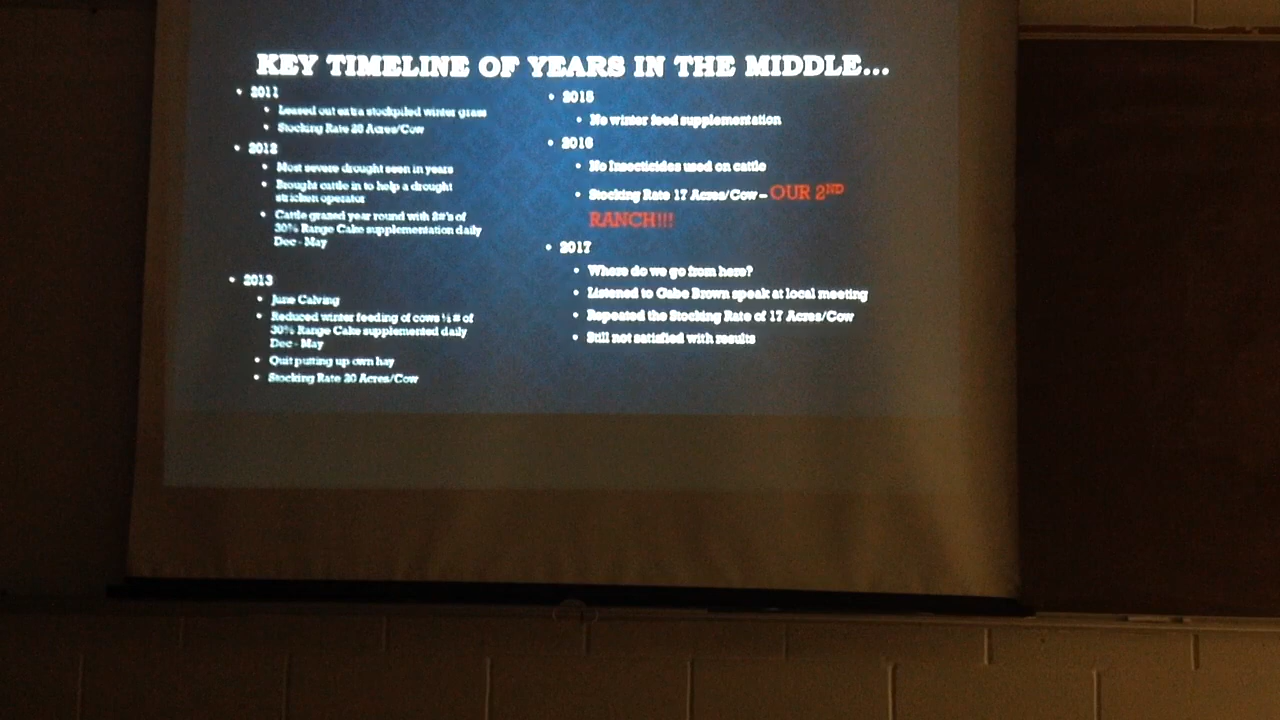 KEY TIMELINE OF YEARS IN THE MIDDLE...
• 2011
• Leased out extra stockpiled winter grass
• Stocking Rate 28 Acres/Cow
• 2012
• Most severe drought seen in years
• Brought cattle in to help a drought
stricken operator
• Cattle grazed year round with 2#'s of
30% Range Cake supplementation daily
Dec - May
• 2013
• June Calving
• Reduced winter feeding of cows ½ # of
30% Range Cake supplemented daily
Dec - May
• Quit putting up own hay
• Stocking Rate 20 Acres/Cow
• 2015
• No winter feed supplementation
• 2016
• No Insecticides used on cattle
• Stocking Rate 17 Acres/Cow – OUR 2ND
RANCH!!!
• 2017
• Where do we go from here?
• Listened to Gabe Brown speak at local meeting
• Repeated the Stocking Rate of 17 Acres/Cow
• Still not satisfied with results